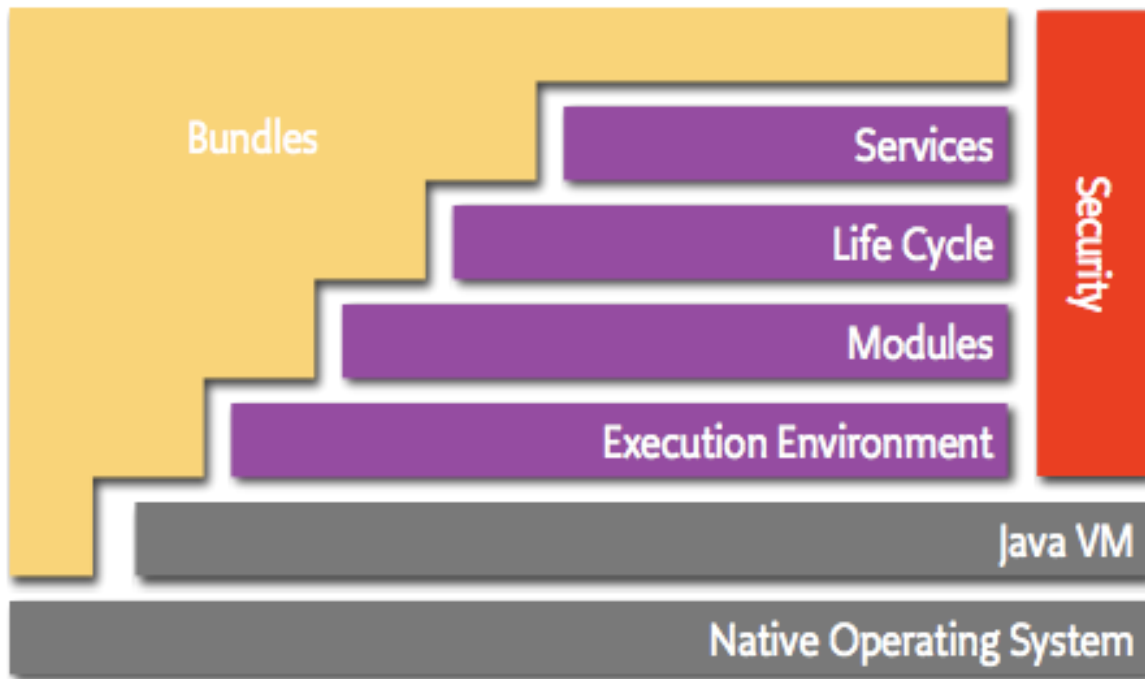 Bundles
Services
Life Cycle
Modules
Execution Environment
Security
Java VM
Native Operating System